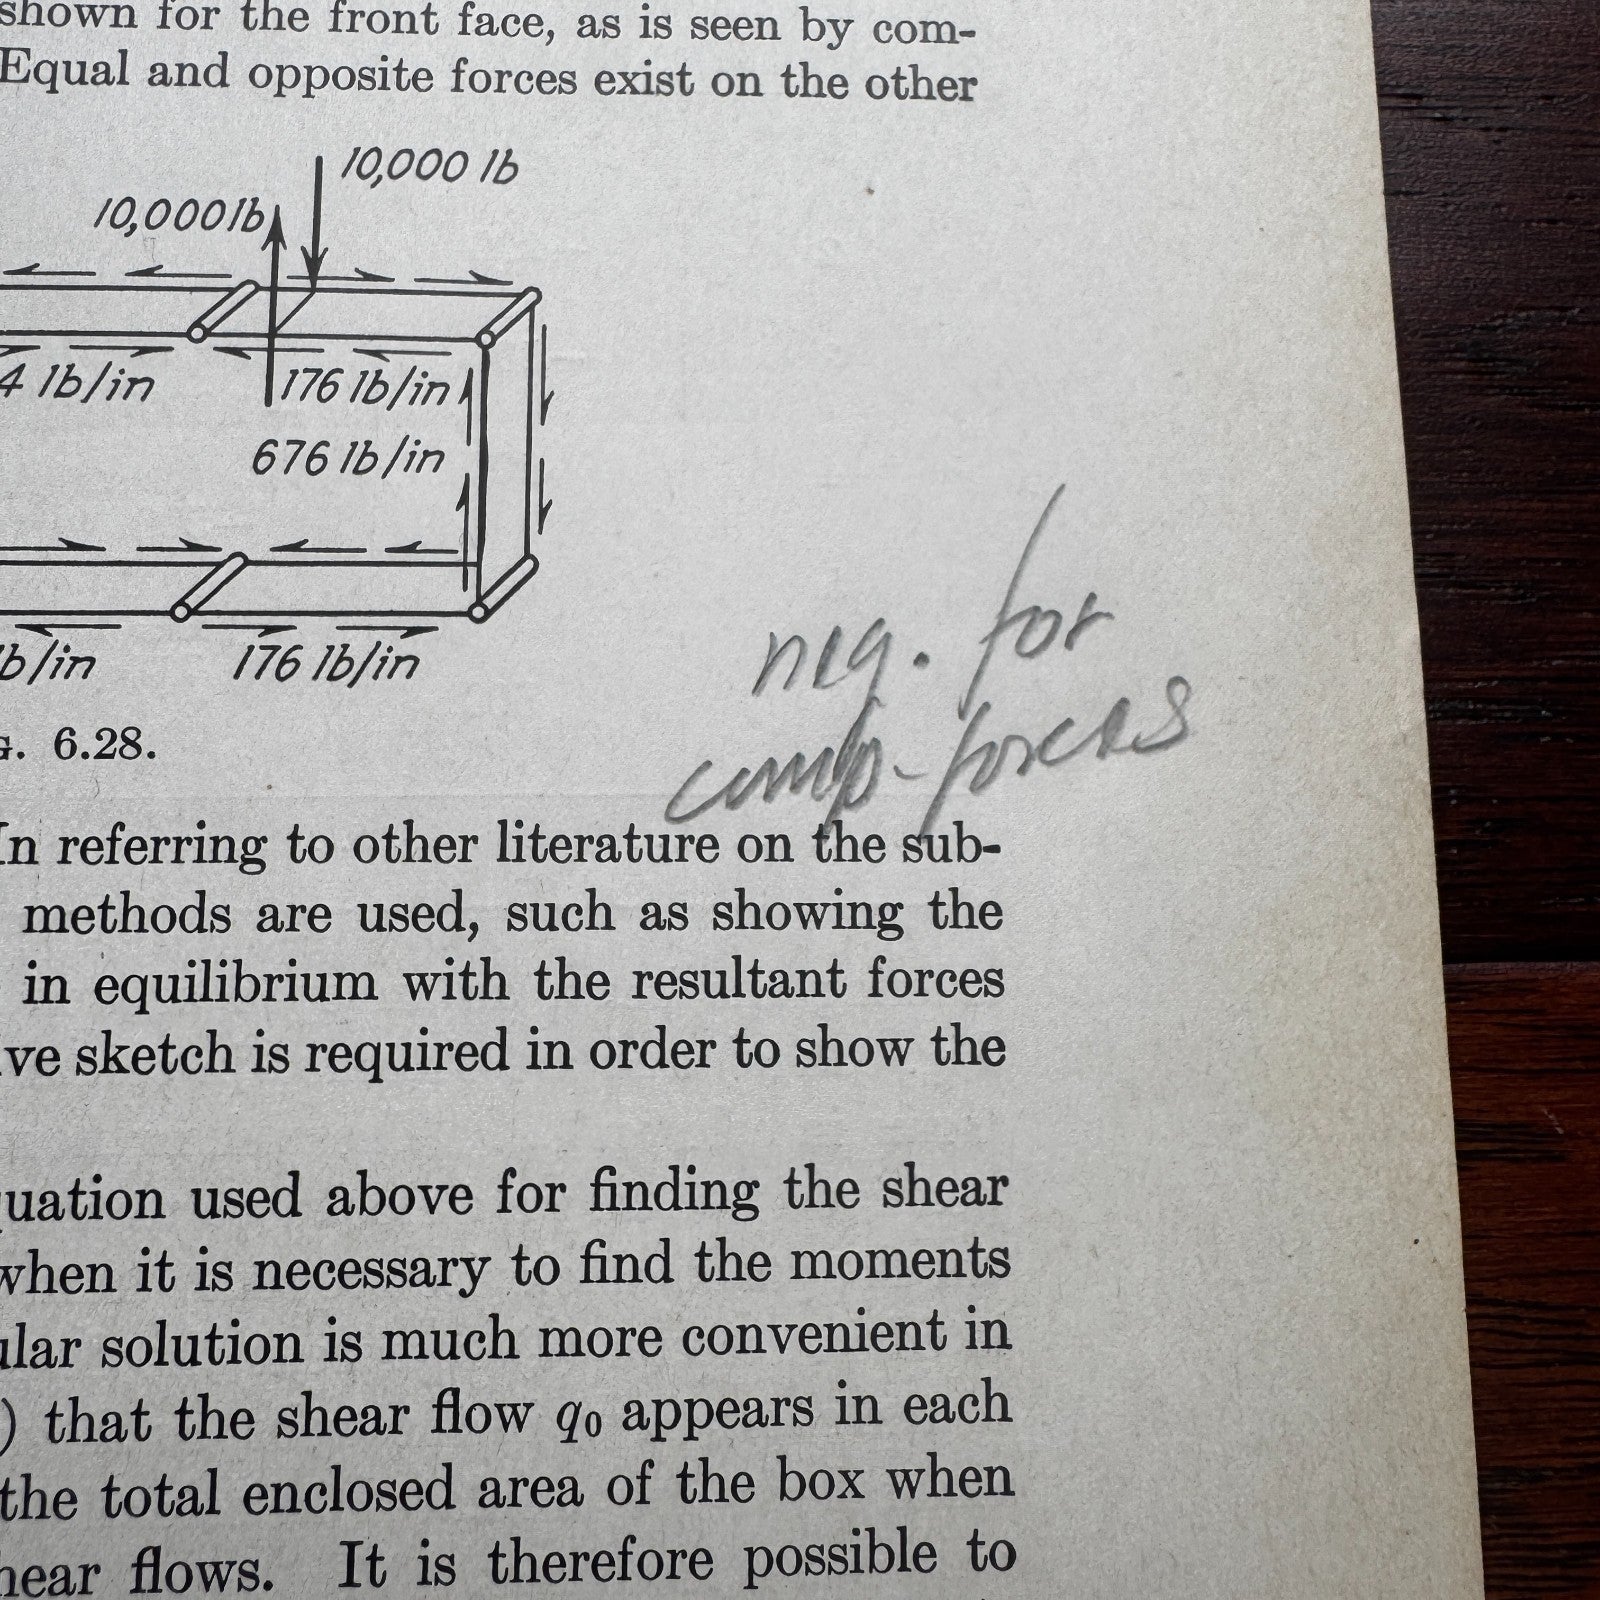 shown for the front face, as is seen by com-
Equal and opposite forces exist on the other
10,000 lb
10,000 lb
4 lb/in
176 lb/in
676 lb/in
b/in
176 lb/in
G. 6.28.
neg. for
comp-forces
In referring to other literature on the sub-
methods are used, such as showing the
in equilibrium with the resultant forces
ve sketch is required in order to show the
quation used above for finding the shear
when it is necessary to find the moments
ular solution is much more convenient in
) that the shear flow q0 appears in each
the total enclosed area of the box when
hear flows. It is therefore possible to